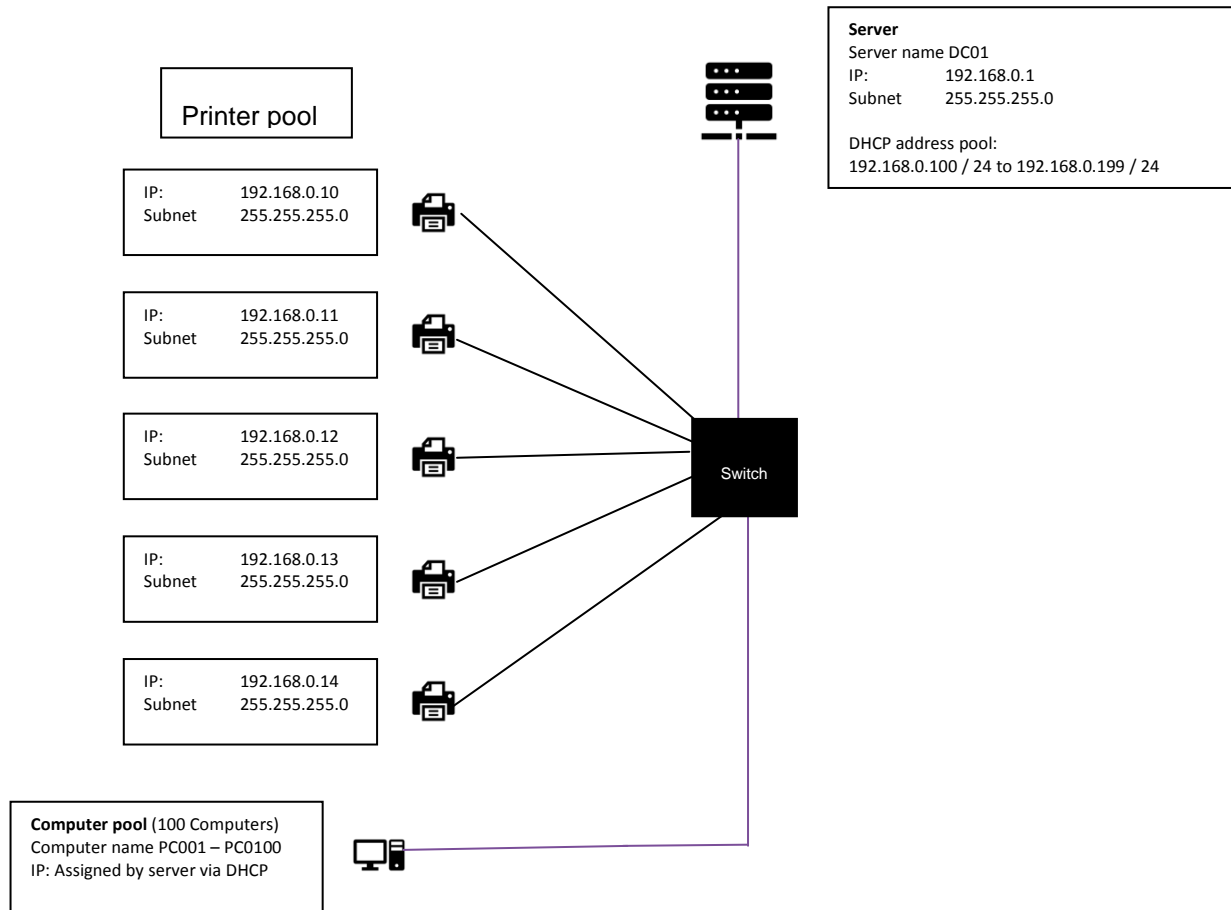 Server
Server name DC01
IP: 192.168.0.1
Subnet 255.255.255.0
DHCP address pool:
192.168.0.100 / 24 to 192.168.0.199 / 24
Printer pool
IP: 192.168.0.10
Subnet 255.255.255.0
IP: 192.168.0.11
Subnet 255.255.255.0
IP: 192.168.0.12
Subnet 255.255.255.0
Switch
IP: 192.168.0.13
Subnet 255.255.255.0
IP: 192.168.0.14
Subnet 255.255.255.0
Computer pool (100 Computers)
Computer name PC001 – PC0100
IP: Assigned by server via DHCP